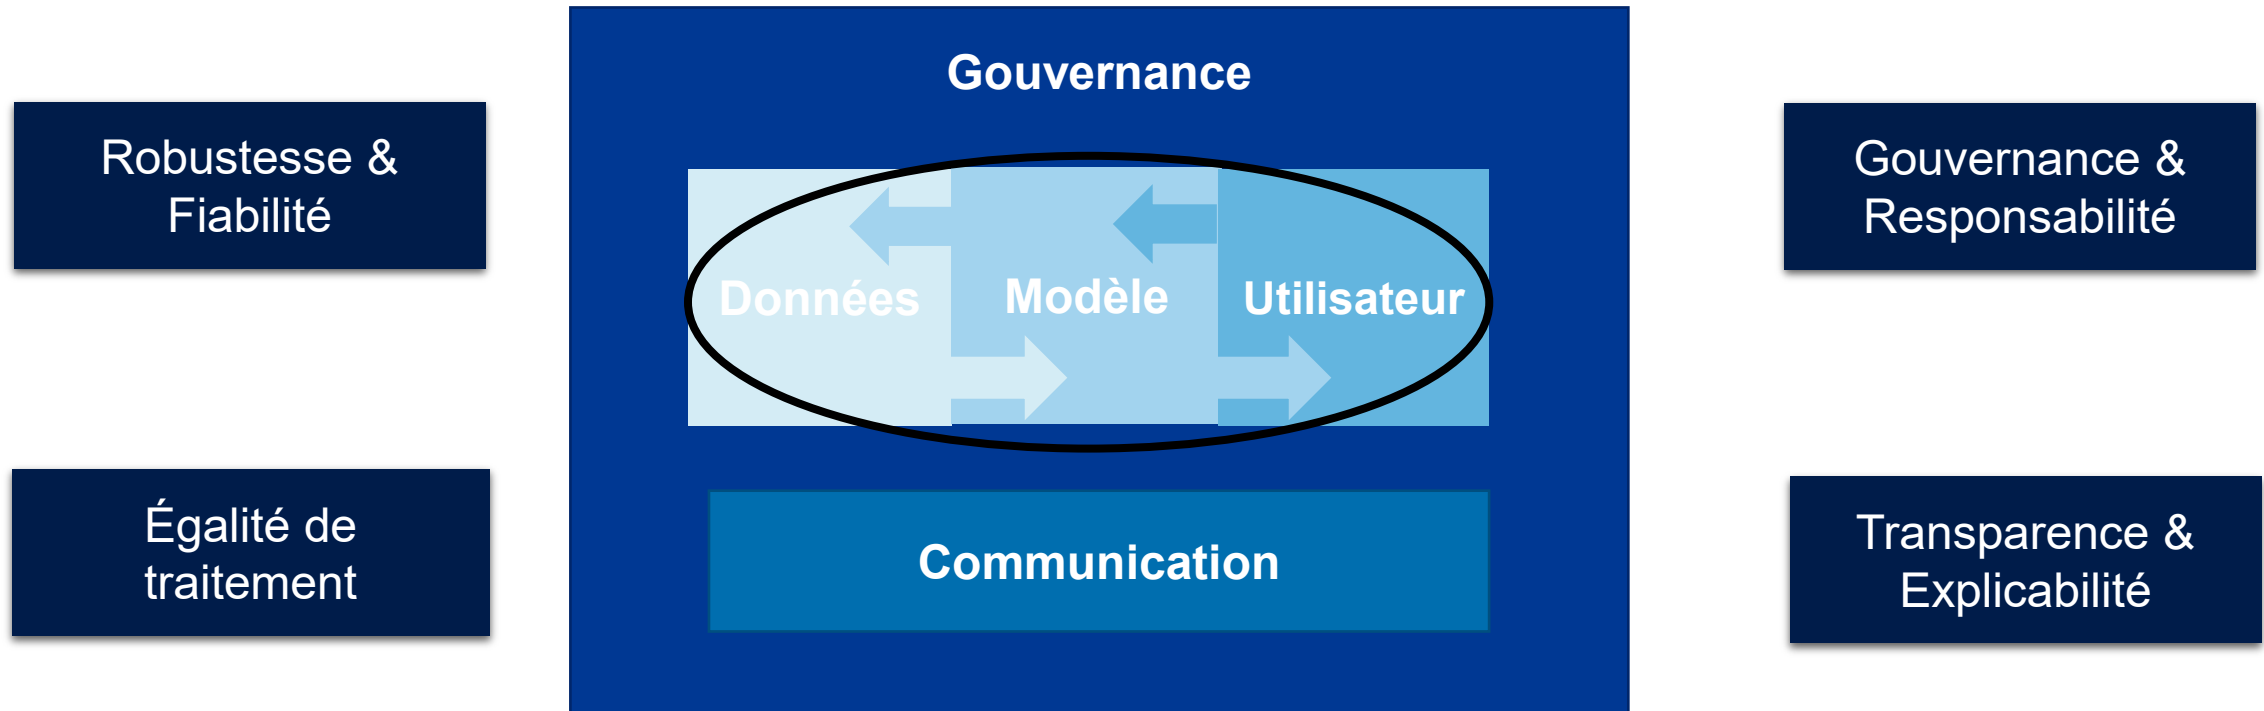 Gouvernance
Robustesse &
Fiabilité
Gouvernance &
Responsabilité
Données
Modèle
Utilisateur
Égalité de
traitement
Communication
Transparence &
Explicabilité